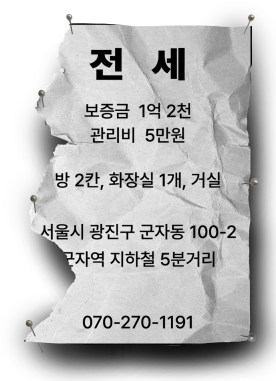 전 세
보증금 1억 2천
관리비 5만원
방 2칸, 화장실 1개, 거실
서울시 광진구 군자동 100-2
군자역 지하철 5분거리
070-270-1191